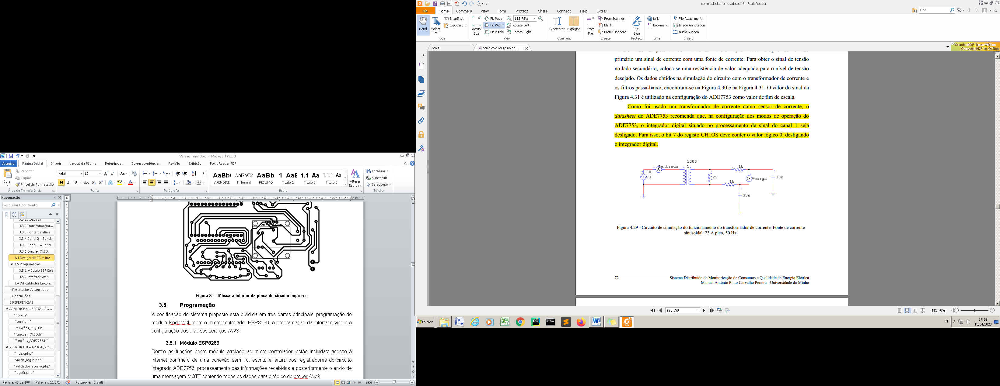 Versao_final.docx - Microsoft Word
Arquivo
Página Inicial
Inserir
Layout da Página
Referências
Correspondências
Revisão
Exibição
Foxit Reader PDF
Colar
Recortar
Copiar
Pincel de Formatação
Área de Transferência
Arial
10
Fonte
Parágrafo
AaBb( AaBbCc AaBb 1 AaE 1.1 Aa 1.1.1 Aa
APENDICE
¶ Normal
RESUMO
Título 1
Título 2
Título 3
Estilo
Alterar Estilos
Localizar
Substituir
Selecionar
Edição
Navegação
Pesquisar Documento
3.3.1 ADE7753
3.3.2 Transformador...
3.3.3 Fonte de alime...
3.3.4 Canal 2 – Sond...
3.3.5 Canal 1 – Sond...
3.3.6 Display OLED
3.4 Design de PCI e inv...
3.5 Programação
3.5.1 Módulo ESP8266
3.5.2 Interface web
3.6 Dificuldades Encon...
4 Resultados Alcançados
5 Conclusões
6 REFERÊNCIAS
APÊNDICE A – ESP32 – CÓ...
"Core.h"
"config.h"
"funções_MQTT.h"
"funções_OLED.h"
"funções_ADE7753.h"
APÊNDICE B – APLICAÇÃO ...
"index.php"
"valida_login.php"
"validador_acesso.php"
"logoff.php"
Figura 25 – Máscara inferior da placa de circuito impresso
3.5 Programação
A codificação do sistema proposto está dividida em três partes principais: programação do
módulo NodeMCU com o micro controlador ESP8266, a programação da interface web e a
configuração dos diversos serviços AWS.
3.5.1 Módulo ESP8266
Dentre as funções deste módulo atrelado ao micro controlador, estão incluídas: acesso à
internet por meio de uma conexão sem fio, escrita e leitura dos registradores do circuito
integrado ADE7753, processamento das informações recebidas e posteriormente o envio de
uma mensagem MQTT contendo todos os dados para o tópico do broker AWS.
Página: 42 de 108
Palavras: 11.871
Português (Brasil)
99%
como calcular fp no ade.pdf * - Foxit Reader
File
Home
Comment
View
Form
Protect
Share
Connect
Help
Extras
Find
Hand
Select
SnapShot
Clipboard
Tools
Actual Size
Fit Page
Fit Width
Fit Visible
112.78%
Rotate Left
Rotate Right
View
Typewriter
Highlight
Comment
From File
From Scanner
Blank
From Clipboard
Create
PDF Sign
Protect
Link
Bookmark
Links
File Attachment
Image Annotation
Audio & Video
Insert
Start
como calcular fp no ad...
Create PDF from Office
Convert PDF to Office
primário um sinal de corrente com uma fonte de corrente. Para obter o sinal de tensão
no lado secundário, coloca-se uma resistência de valor adequado para o nível de tensão
desejado. Os dados obtidos na simulação do circuito com o transformador de corrente e
os filtros passa-baixo, encontram-se na Figura 4.30 e na Figura 4.31. O valor do sinal da
Figura 4.31 é utilizado na configuração do ADE7753 como valor de fim de escala.
Como foi usado um transformador de corrente como sensor de corrente, o
datasheet do ADE7753 recomenda que, na configuração dos modos de operação do
ADE7753, o integrador digital situado no processamento de sinal do canal 1 seja
desligado. Para isso, o bit 7 do registo CH1OS deve conter o valor lógico 0, desligando
o integrador digital.
Ientrada
A
50
23
1000
1
22
1k
1k
V
Vcarga
33n
33n
Figura 4.29 - Circuito de simulação do funcionamento do transformador de corrente. Fonte de corrente
sinusoidal: 23 A pico, 50 Hz.
72
Sistema Distribuído de Monitorização de Consumos e Qualidade de Energia Elétrica
Manuel António Pinto Carvalho Pereira - Universidade do Minho
92 / 150
112.78%
Iniciar
PT
17:52
13/04/2020